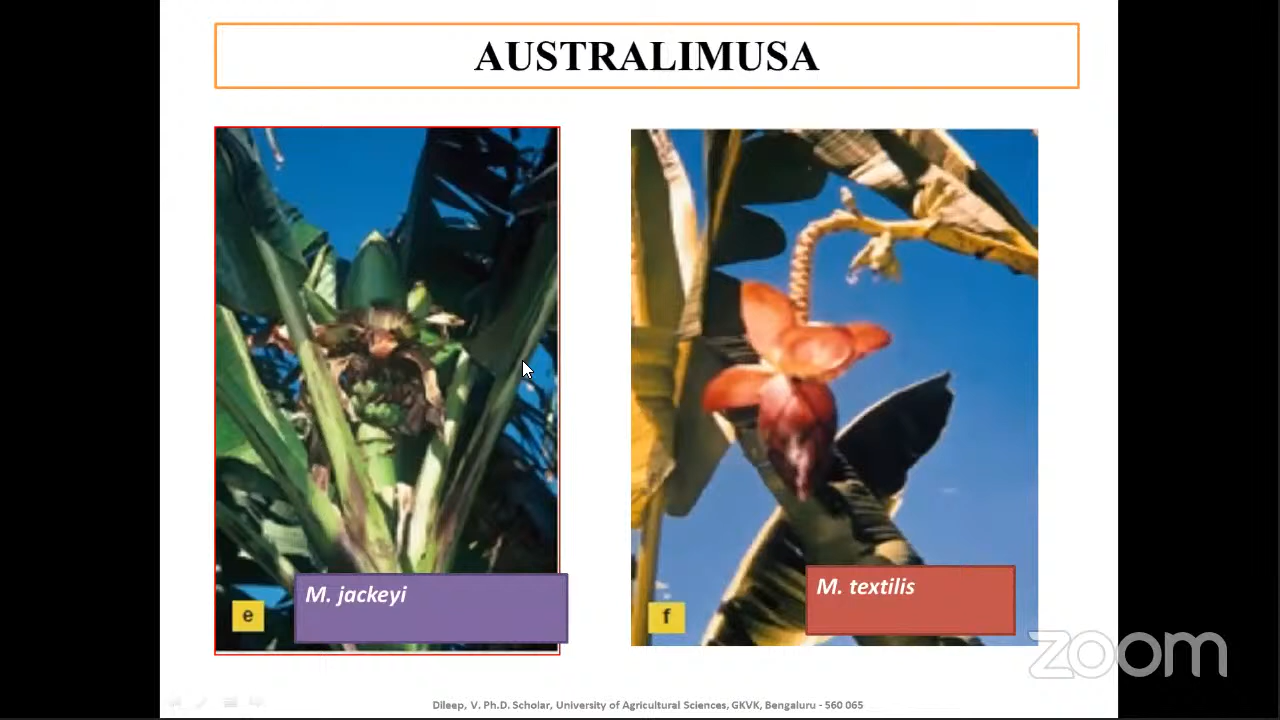 AUSTRALIMUSA
M. jackeyi
e
M. textilis
f
zoom
Dileep, V. Ph.D. Scholar, University of Agricultural Sciences, GKVK, Bengaluru - 560 065